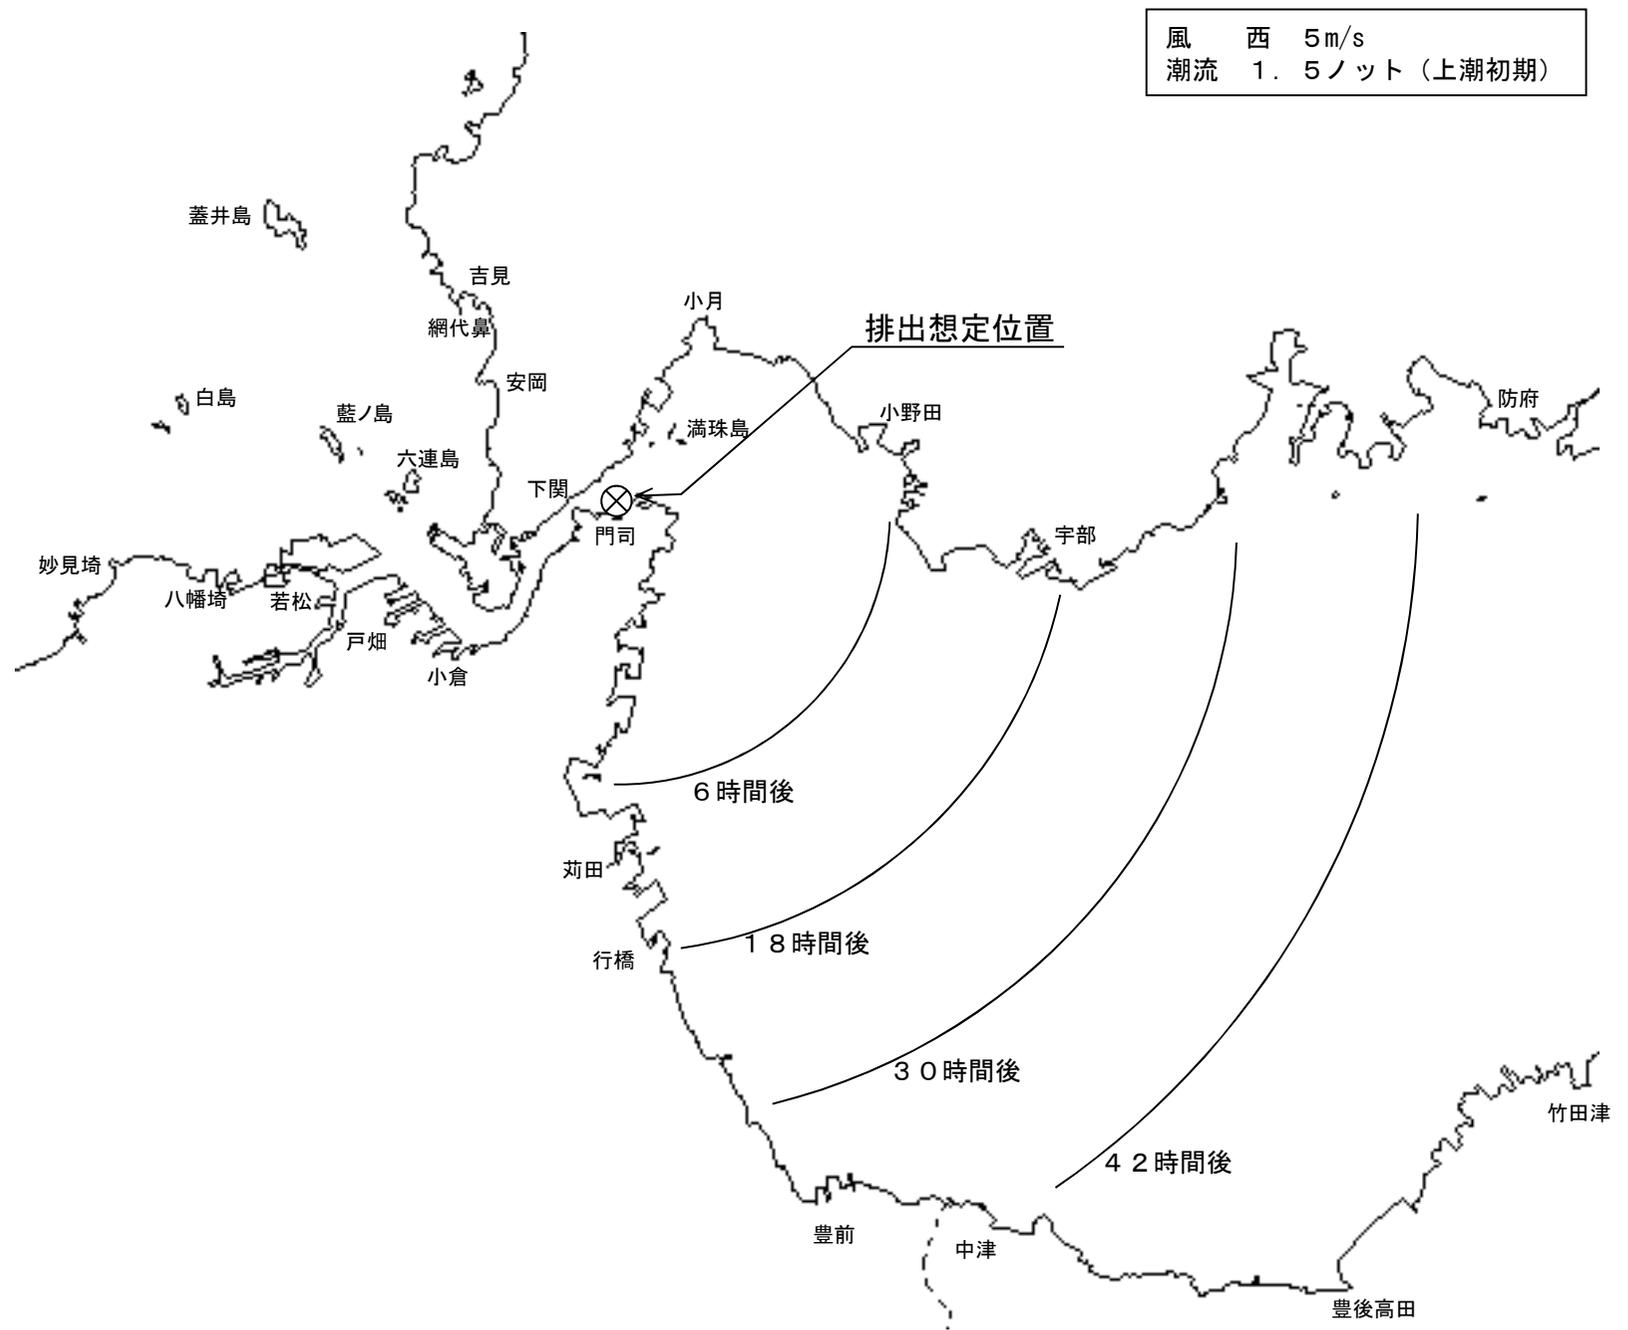 風　　西　５m/s
潮流　１．５ノット（上潮初期）
蓋井島
吉見
網代鼻
小月
排出想定位置
安岡
白島
藍ノ島
小野田
防府
満珠島
六連島
下関
門司
宇部
妙見埼
八幡埼
若松
戸畑
小倉
６時間後
苅田
１８時間後
行橋
３０時間後
竹田津
４２時間後
豊前
中津
豊後高田